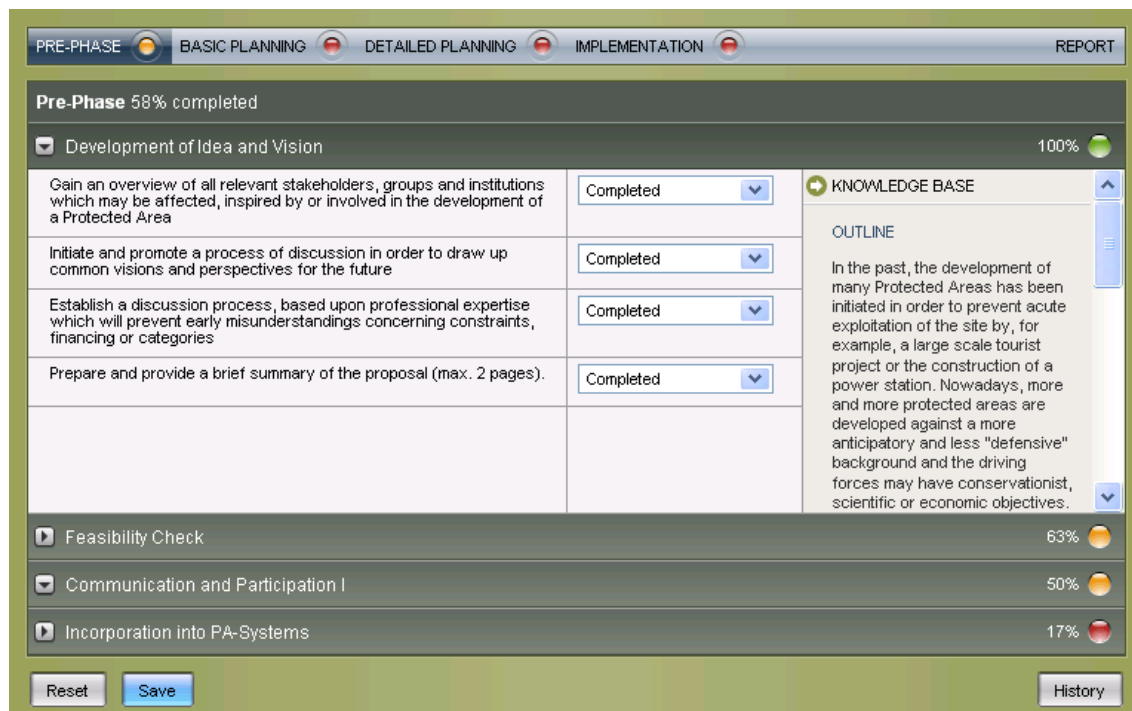 PRE-PHASE BASIC PLANNING DETAILED PLANNING IMPLEMENTATION REPORT
Pre-Phase 58% completed
Development of Idea and Vision 100%
Gain an overview of all relevant stakeholders, groups and institutions
which may be affected, inspired by or involved in the development of
a Protected Area
Completed
Initiate and promote a process of discussion in order to draw up
common visions and perspectives for the future
Completed
Establish a discussion process, based upon professional expertise
which will prevent early misunderstandings concerning constraints,
financing or categories
Completed
Prepare and provide a brief summary of the proposal (max. 2 pages).
Completed
KNOWLEDGE BASE
OUTLINE
In the past, the development of
many Protected Areas has been
initiated in order to prevent acute
exploitation of the site by, for
example, a large scale tourist
project or the construction of a
power station. Nowadays, more
and more protected areas are
developed against a more
anticipatory and less "defensive"
background and the driving
forces may have conservationist,
scientific or economic objectives.
Feasibility Check 63%
Communication and Participation I 50%
Incorporation into PA-Systems 17%
Reset Save History